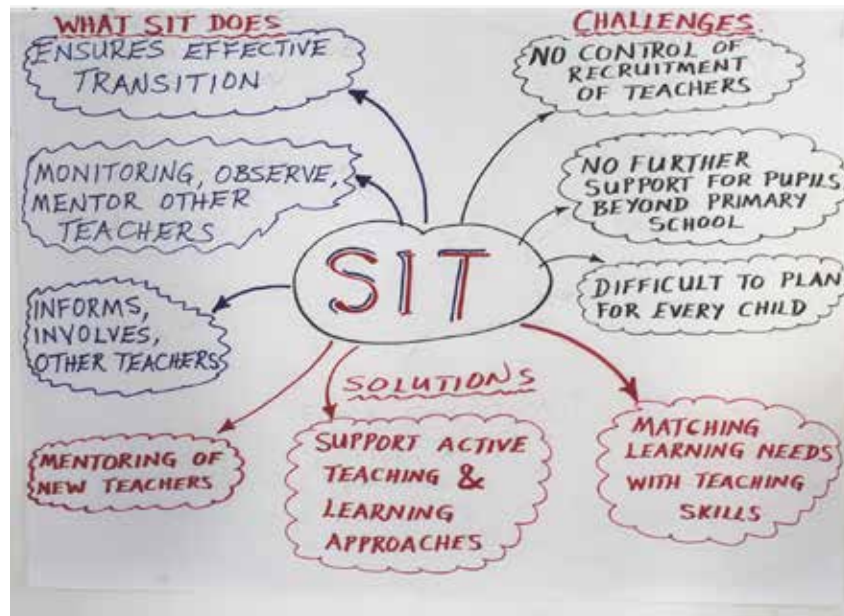 WHAT SIT DOES
ENSURES EFFECTIVE
TRANSITION
MONITORING, OBSERVE,
MENTOR OTHER
TEACHERS
INFORMS,
INVOLVES,
OTHER TEACHERS
CHALLENGES
NO CONTROL OF
RECRUITMENT
OF TEACHERS
NO FURTHER
SUPPORT FOR PUPILS
BEYOND PRIMARY
SCHOOL
DIFFICULT TO PLAN
FOR EVERY CHILD
SIT
SOLUTIONS
MENTORING OF
NEW TEACHERS
SUPPORT ACTIVE
TEACHING &
LEARNING
APPROACHES
MATCHING
LEARNING NEEDS
WITH TEACHING
SKILLS